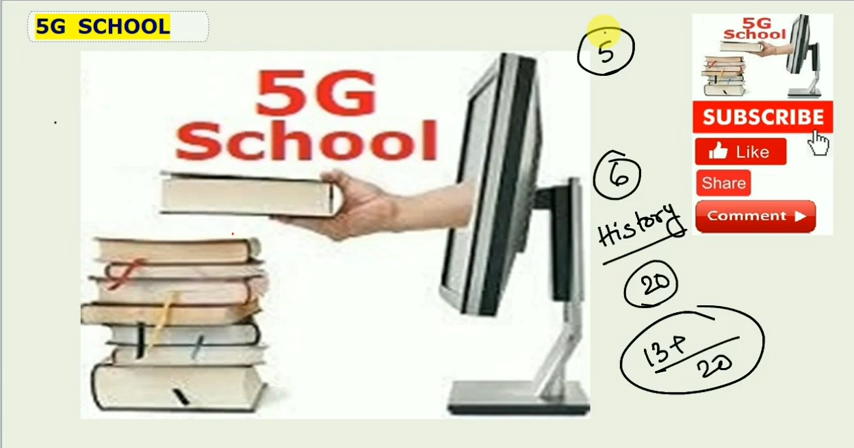 5G SCHOOL
5G
School
5
6
History
20
13+
20
5G
School
SUBSCRIBE
Like
Share
Comment